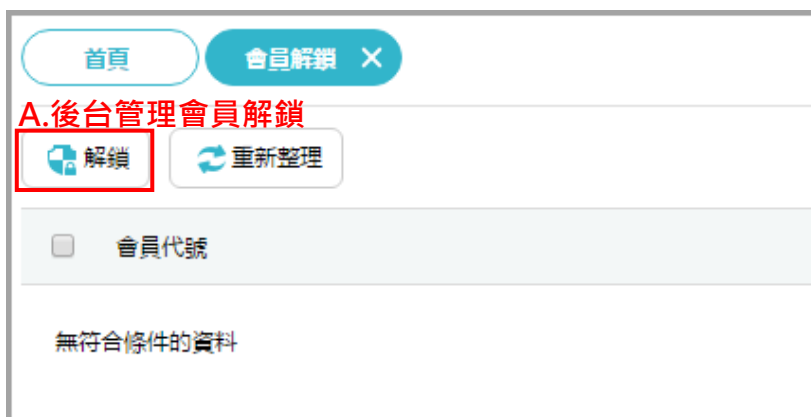 首頁 會員解鎖
A.後台管理會員解鎖
解鎖 重新整理
會員代號
無符合條件的資料